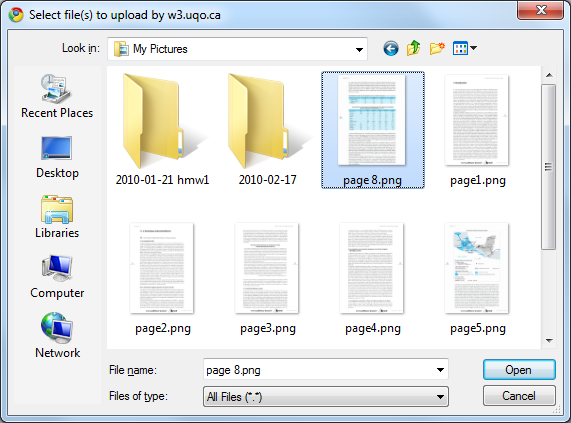 Select file(s) to upload by w3.uqo.ca
Look in:
My Pictures
Recent Places
Desktop
Libraries
Computer
Network
2010-01-21 hmw1
2010-02-17
page 8.png
page1.png
page2.png
page3.png
page4.png
page5.png
File name:
page 8.png
Open
Files of type:
All Files (*.*)
Cancel